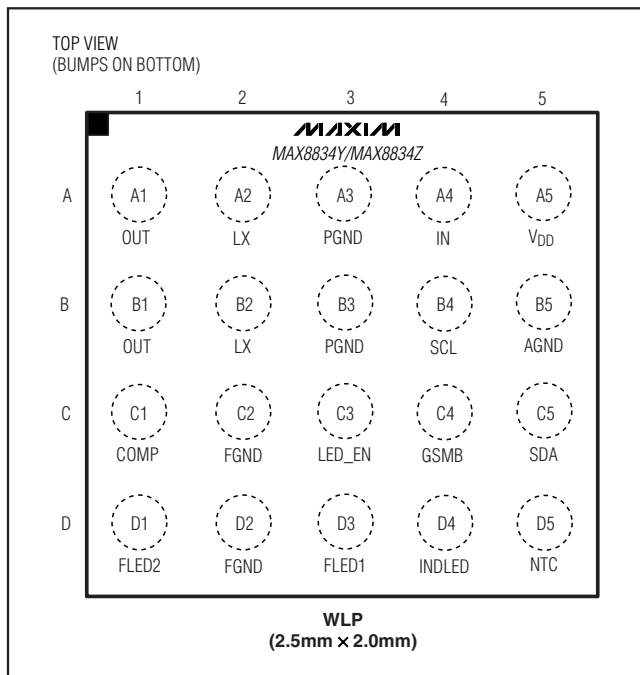 TOP VIEW
(BUMPS ON BOTTOM)
1 2 3 4 5
MAXIM
MAX8834Y/MAX8834Z
A A1 A2 A3 A4 A5
OUT LX PGND IN VDD
B B1 B2 B3 B4 B5
OUT LX PGND SCL AGND
C C1 C2 C3 C4 C5
COMP FGND LED_EN GSMB SDA
D D1 D2 D3 D4 D5
FLED2 FGND FLED1 INDLED NTC
WLP
(2.5mm × 2.0mm)